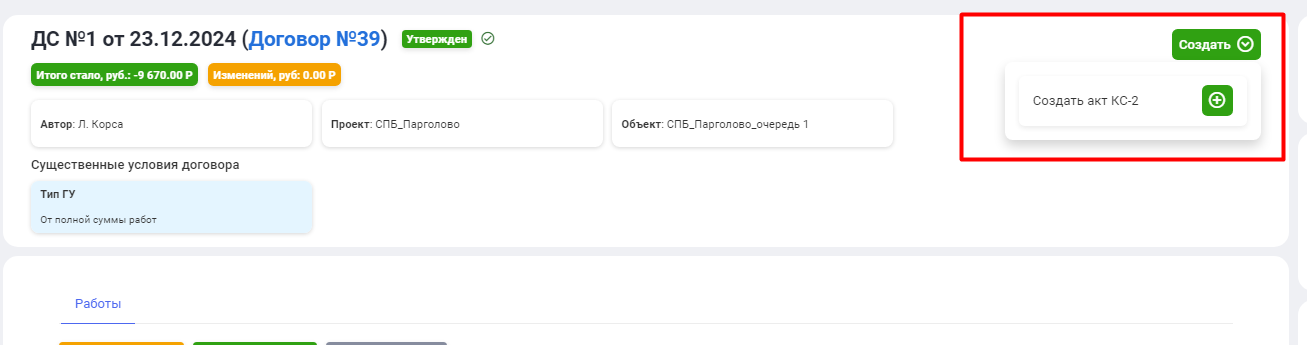 ДС №1 от 23.12.2024 (Договор №39) Утвержден
Создать
Итого стало, руб.: -9 670.00 Р Изменений, руб: 0.00 Р
Создать акт КС-2
Автор: Л. Корса
Проект: СПБ_Парголово
Объект: СПБ_Парголово_очередь 1
Существенные условия договора
Тип ГУ
От полной суммы работ
Работы